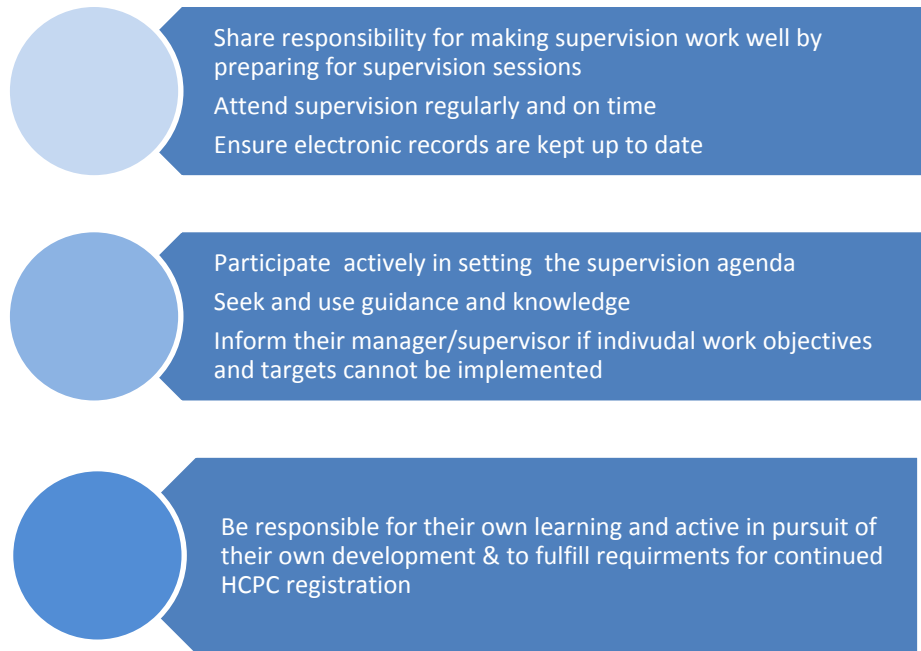 Share responsibility for making supervision work well by
preparing for supervision sessions
Attend supervision regularly and on time
Ensure electronic records are kept up to date
Participate  actively in setting  the supervision agenda
Seek and use guidance and knowledge
Inform their manager/supervisor if indivudal work objectives
and targets cannot be implemented
Be responsible for their own learning and active in pursuit of
their own development & to fulfill requirments for continued
HCPC registration